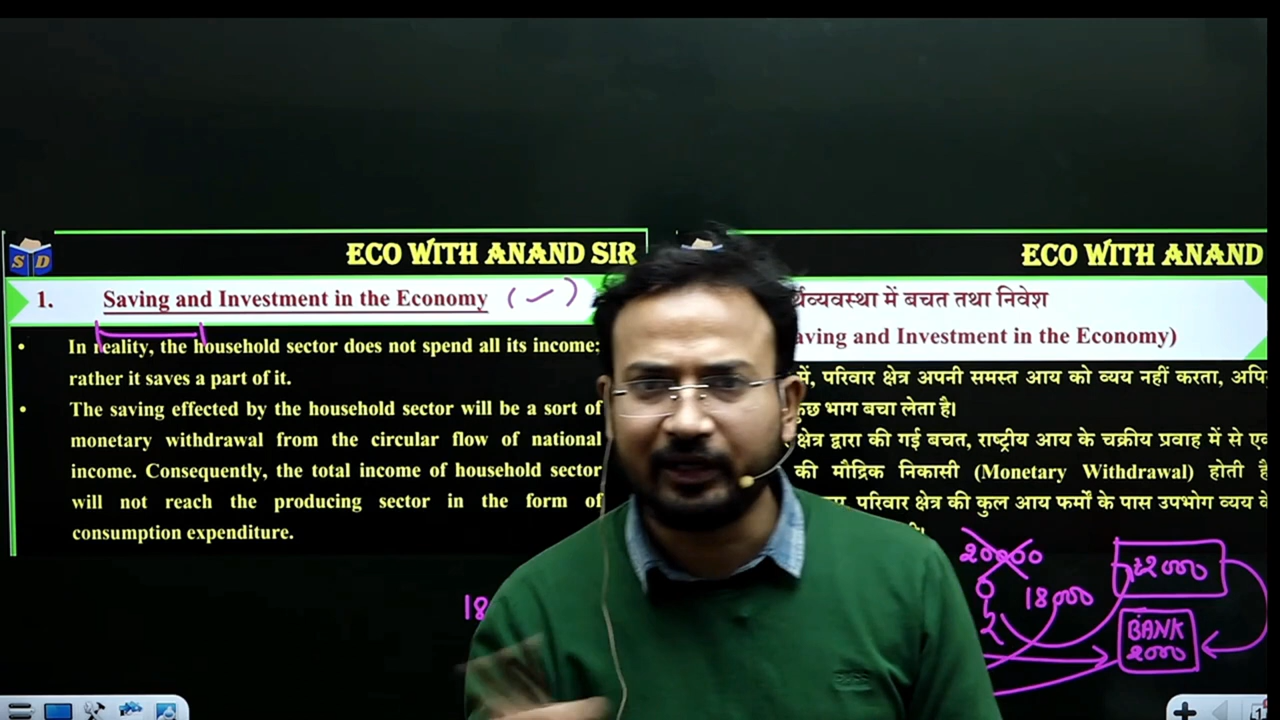 ECO WITH ANAND SIR
S D
1. Saving and Investment in the Economy (✓)
• In reality, the household sector does not spend all its income;
rather it saves a part of it.
• The saving effected by the household sector will be a sort of
monetary withdrawal from the circular flow of national
income. Consequently, the total income of household sector
will not reach the producing sector in the form of
consumption expenditure.
ECO WITH ANAND
में बचत तथा निवेश
and Investment in the Economy)
परिवार क्षेत्र अपनी समस्त आय को व्यय नहीं करता,
भाग बचा लेता है।
क्षेत्र द्वारा की गई बचत, राष्ट्रीय आय के चक्रीय प्रवाह में से
की मौद्रिक निकासी (Monetary Withdrawal) होती
परिवार क्षेत्र की कुल आय फर्मों के पास उपभोग व्यय
20000
18000
18
BANK
2000